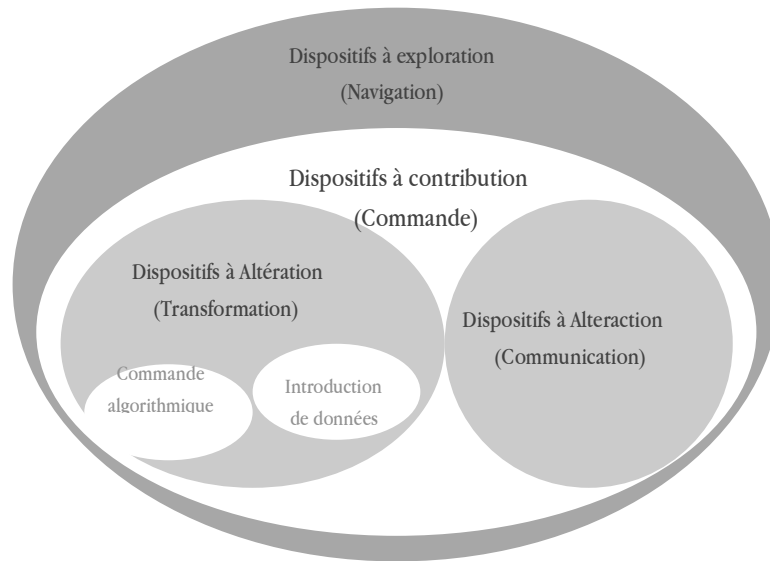 Dispositifs à exploration
(Navigation)
Dispositifs à contribution
(Commande)
Dispositifs à Altération
(Transformation)
Dispositifs à Alteraction
(Communication)
Commande
algorithmique
Introduction
de données